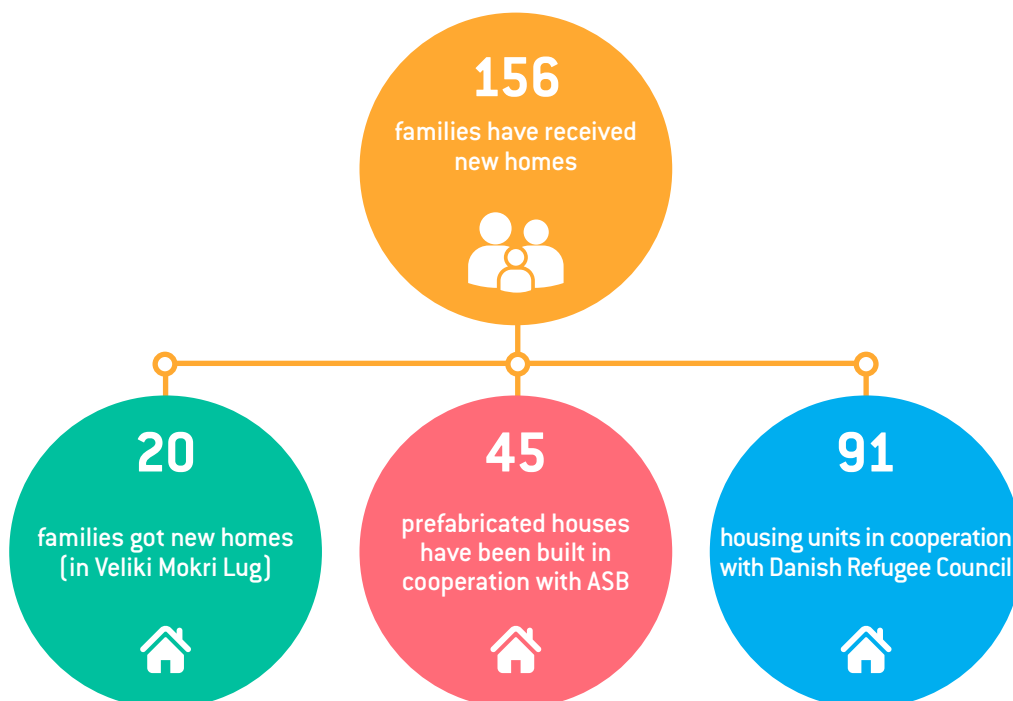 156
families have received
new homes
20
families got new homes
(in Veliki Mokri Lug)
45
prefabricated houses
have been built in
cooperation with ASB
91
housing units in cooperation
with Danish Refugee Council